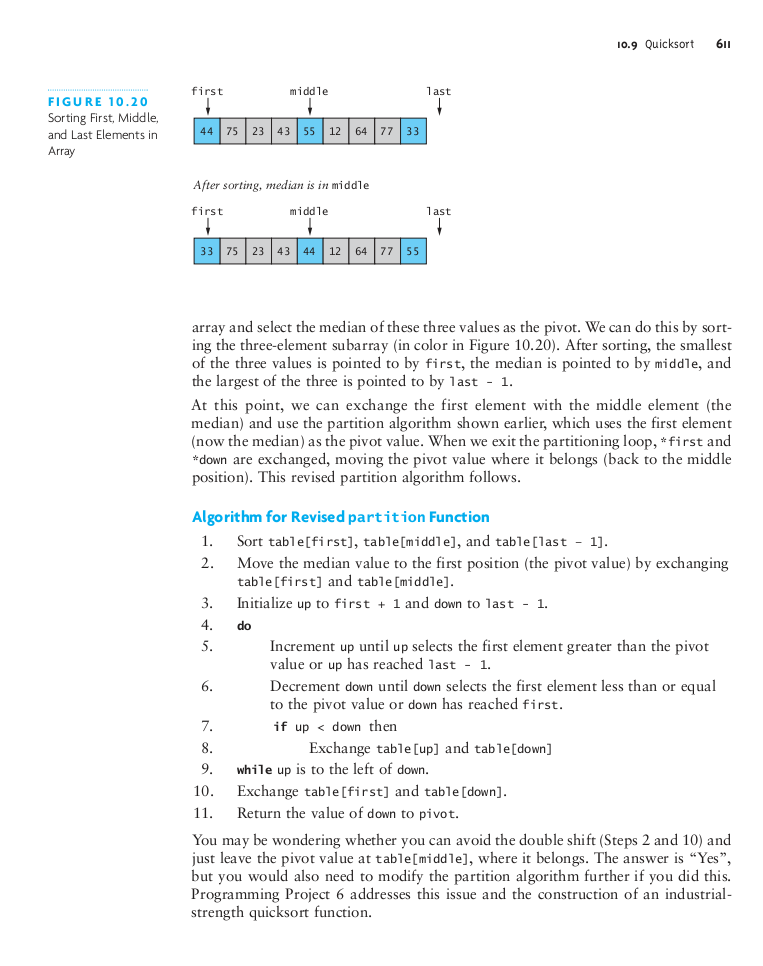 10.9 Quicksort 611
FIGURE 10.20
Sorting First, Middle,
and Last Elements in
Array
first middle last
44 75 23 43 55 12 64 77 33
After sorting, median is in middle
first middle last
33 75 23 43 44 12 64 77 55
array and select the median of these three values as the pivot. We can do this by sort-
ing the three-element subarray (in color in Figure 10.20). After sorting, the smallest
of the three values is pointed to by first, the median is pointed to by middle, and
the largest of the three is pointed to by last - 1.
At this point, we can exchange the first element with the middle element (the
median) and use the partition algorithm shown earlier, which uses the first element
(now the median) as the pivot value. When we exit the partitioning loop, *first and
*down are exchanged, moving the pivot value where it belongs (back to the middle
position). This revised partition algorithm follows.
Algorithm for Revised partition Function
1. Sort table[first], table[middle], and table[last - 1].
2. Move the median value to the first position (the pivot value) by exchanging
table[first] and table[middle].
3. Initialize up to first + 1 and down to last - 1.
4. do
5. Increment up until up selects the first element greater than the pivot
value or up has reached last - 1.
6. Decrement down until down selects the first element less than or equal
to the pivot value or down has reached first.
7. if up < down then
8. Exchange table[up] and table[down]
9. while up is to the left of down.
10. Exchange table[first] and table[down].
11. Return the value of down to pivot.
You may be wondering whether you can avoid the double shift (Steps 2 and 10) and
just leave the pivot value at table[middle], where it belongs. The answer is “Yes”,
but you would also need to modify the partition algorithm further if you did this.
Programming Project 6 addresses this issue and the construction of an industrial-
strength quicksort function.